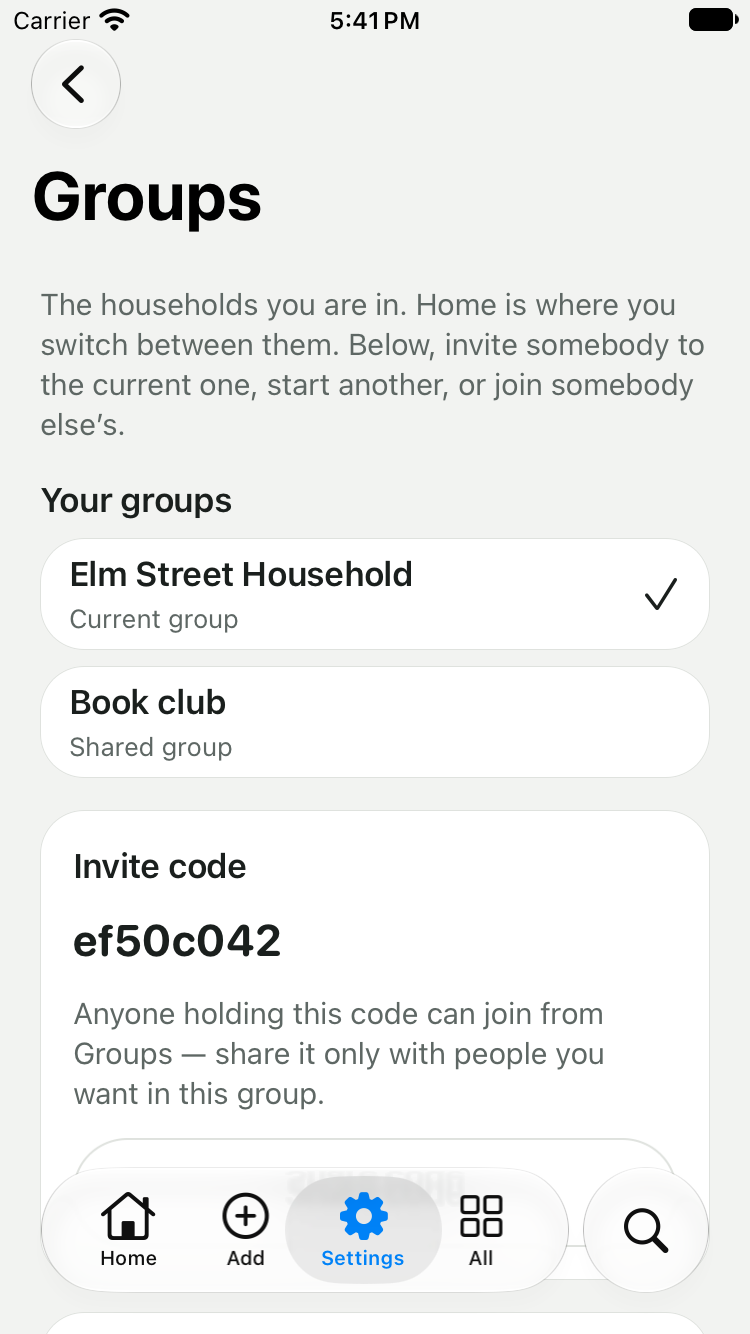 Carrier 5:41 PM
Groups
The households you are in. Home is where you
switch between them. Below, invite somebody to
the current one, start another, or join somebody
else’s.
Your groups
Elm Street Household
Current group
Book club
Shared group
Invite code
ef50c042
Anyone holding this code can join from
Groups — share it only with people you
want in this group.
Home Add Settings All